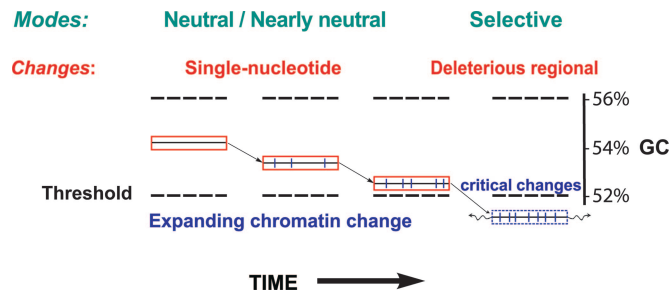 Modes: Neutral / Nearly neutral Selective
Changes: Single-nucleotide Deleterious regional
56%
54% GC
critical changes
Threshold 52%
Expanding chromatin change
TIME